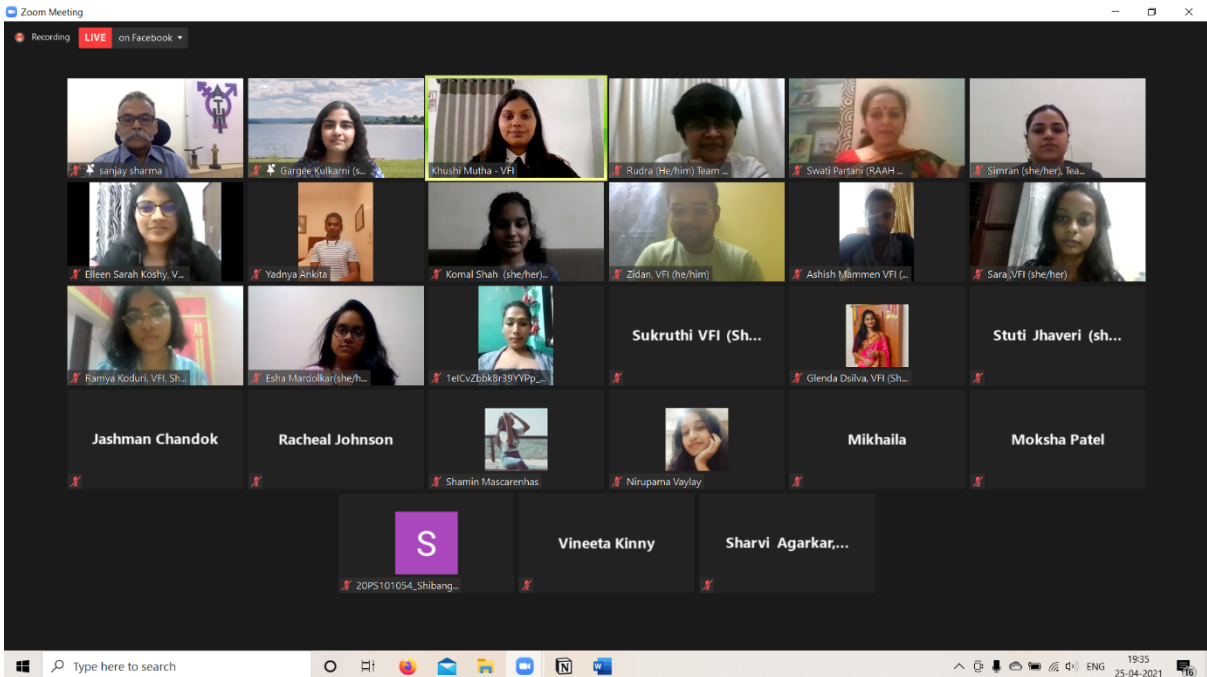 Zoom Meeting
Recording LIVE on Facebook
sanjay sharma
Gargee Kulkarni (s...
Khushi Mutha - VFI
Rudra (He/him) Team ...
Swati Partani (RAAH ...
Simran (she/her), Tea...
Eileen Sarah Koshy, V...
Yadnya Ankita
Komal Shah (she/her)...
Zidan, VFI (he/him)
Ashish Mammen VFI (...
Sara ,VFI (she/her)
Ramya Koduri, VFI, Sh...
Esha Mardolkar(she/h...
1eICvZbbk8r39YYPp_...
Sukruthi VFI (Sh...
Glenda Dsilva, VFI (Sh...
Stuti Jhaveri (sh...
Jashman Chandok
Racheal Johnson
Shamin Mascarenhas
Nirupama Vaylay
Mikhaila
Moksha Patel
S
20PS101054_Shibang...
Vineeta Kinny
Sharvi Agarkar,...
Type here to search
N
W
ENG
19:35
25-04-2021
16